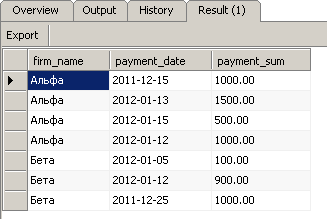 Overview Output History Result (1)
Export
firm_name payment_date payment_sum
Альфа 2011-12-15 1000.00
Альфа 2012-01-13 1500.00
Альфа 2012-01-15 500.00
Альфа 2012-01-12 1000.00
Бета 2012-01-05 100.00
Бета 2012-01-12 900.00
Бета 2011-12-25 1000.00